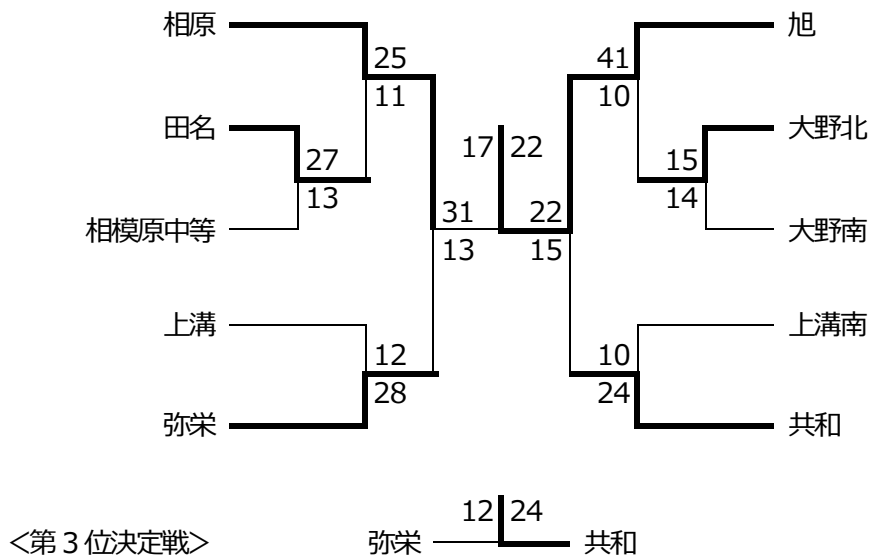 相原 旭
25 41
11 10
田名 大野北
17 22
27 15
13 14
相模原中等 31 22 大野南
13 15
上溝 上溝南
12 10
28 24
弥栄 共和
12 24
<第3位決定戦> 弥栄 共和